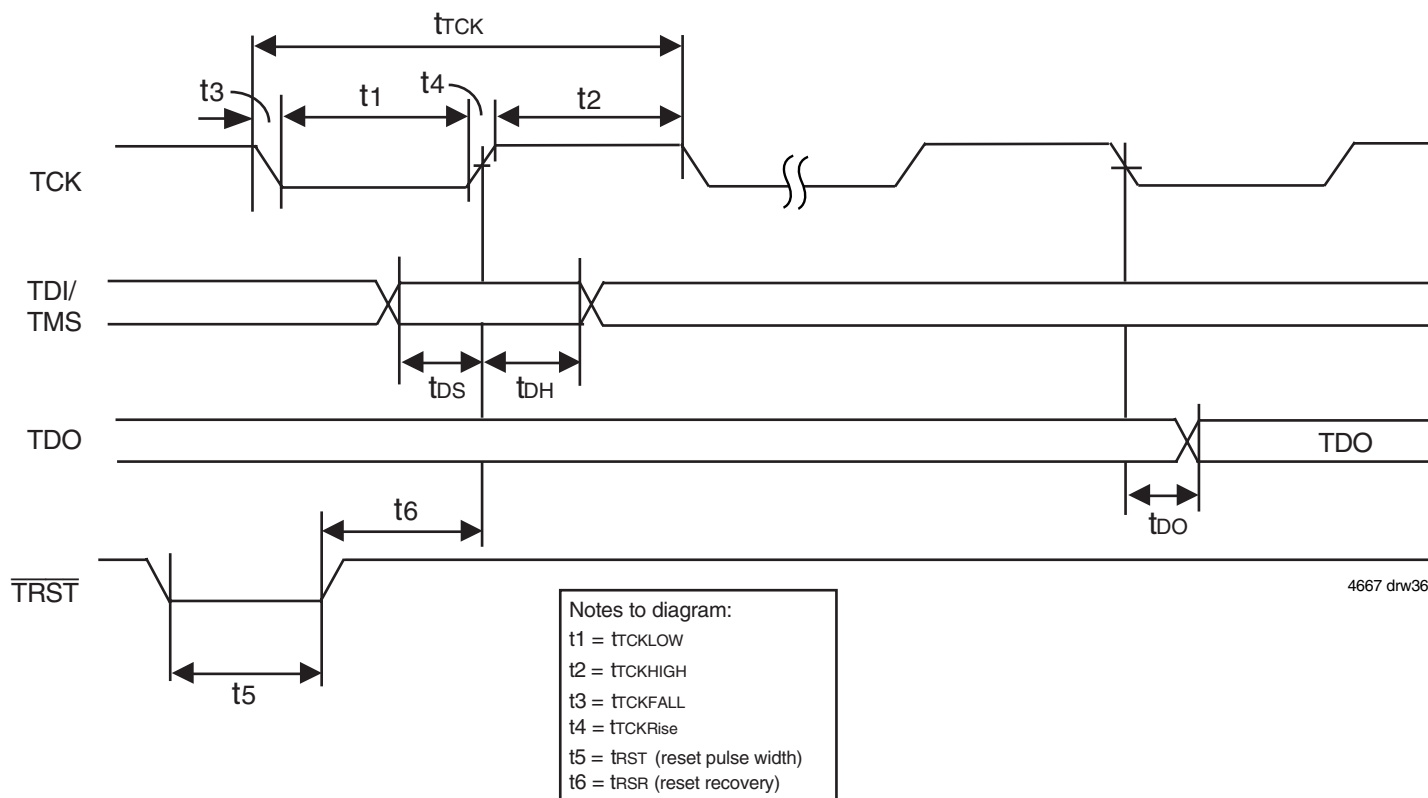 tTCK
t3
t1
t4
t2
TCK
TDI/
TMS
tDS
tDH
TDO
TDO
t6
tDO
TRST
4667 drw36
t5
Notes to diagram:
t1 = tTCKLOW
t2 = tTCKHIGH
t3 = tTCKFALL
t4 = tTCKRise
t5 = tRST (reset pulse width)
t6 = tRSR (reset recovery)